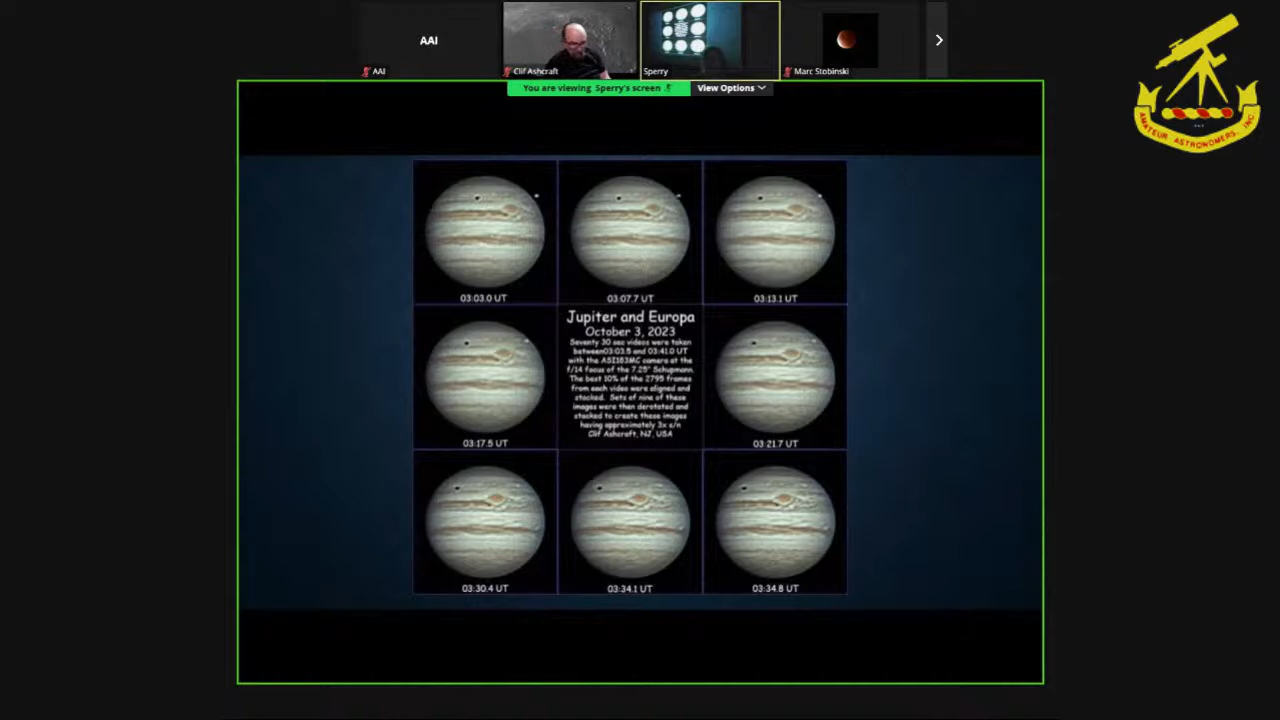 AAI
AAI
Clif Ashcraft
Sperry
Marc Stobinski
You are viewing Sperry's screen
View Options
AMATEUR ASTRONOMERS, INC
03:03.0 UT
03:07.7 UT
03:13.1 UT
Jupiter and Europa
October 3, 2023
Seventy 30 sec videos were taken
between03:03.5 and 03:41.0 UT
with the ASI183MC camera at the
f/14 focus of the 7.25" Schupmann.
The best 10% of the 2795 frames
from each video were aligned and
stacked. Sets of nine of these
images were then derotated and
stacked to create these images
having approximately 3x s/n
Clif Ashcraft, NJ, USA
03:17.5 UT
03:21.7 UT
03:30.4 UT
03:34.1 UT
03:34.8 UT